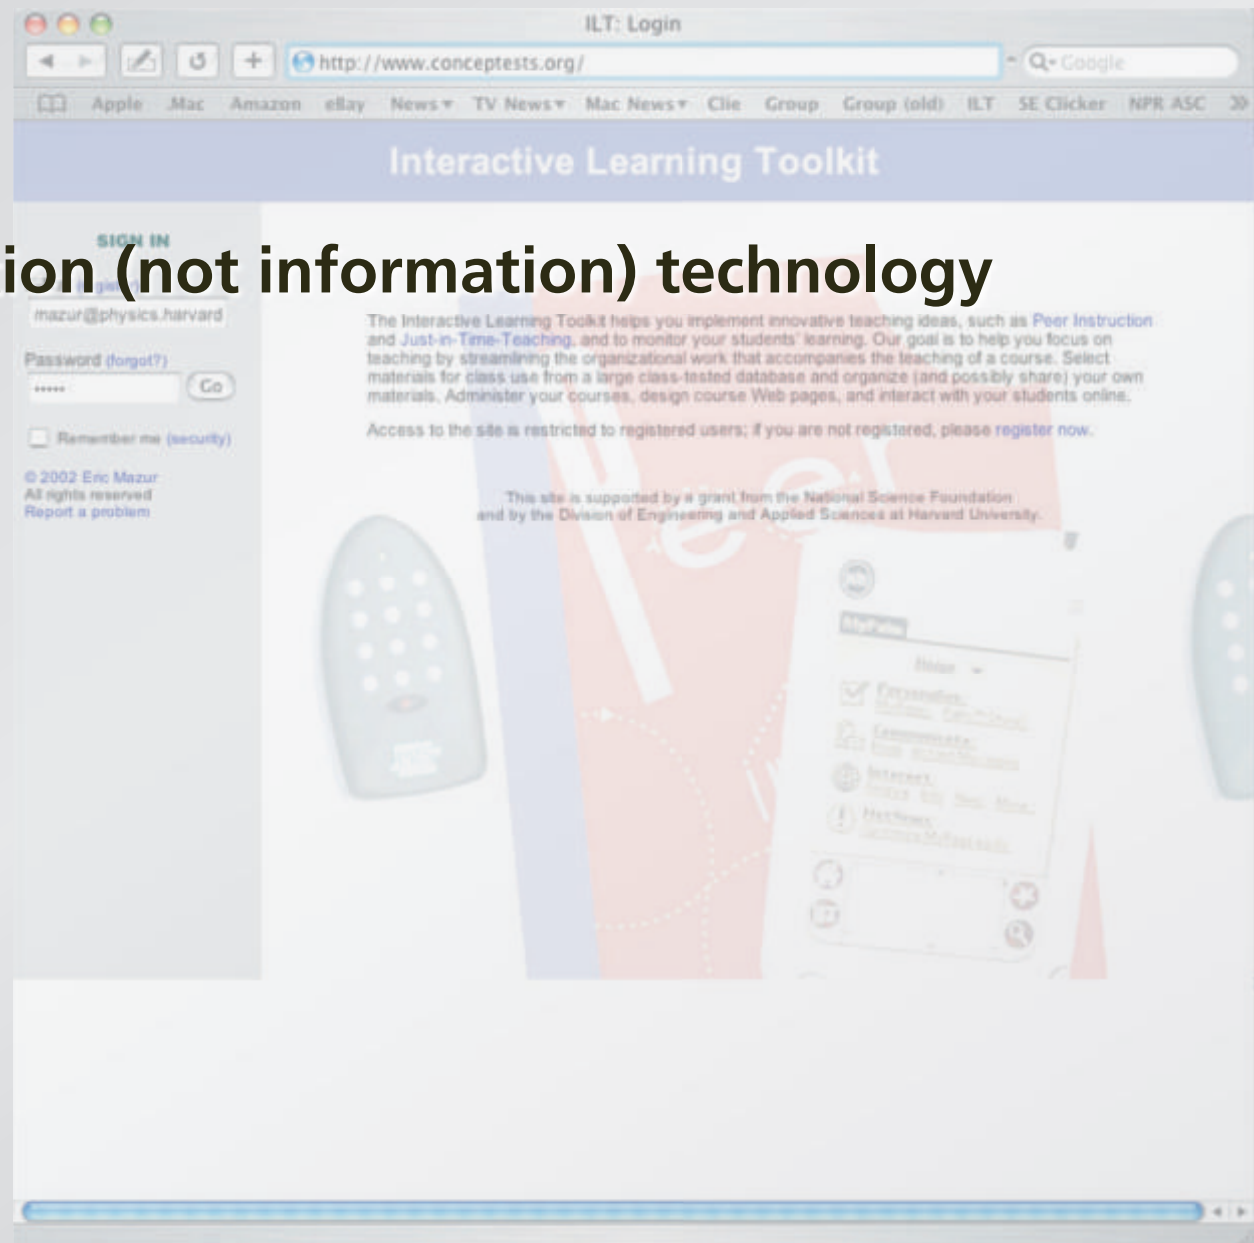 ILT: Login
http://www.conceptests.org/
Google
Apple .Mac Amazon eBay News TV News Mac News Clie Group Group (old) ILT SE Clicker NPR ASC
Interactive Learning Toolkit
SIGN IN
ion (not information) technology
mazur@physics.harvard
Password (forgot?)
Go
Remember me (security)
© 2002 Eric Mazur
All rights reserved
Report a problem
The Interactive Learning Toolkit helps you implement innovative teaching ideas, such as Peer Instruction
and Just-in-Time-Teaching, and to monitor your students' learning. Our goal is to help you focus on
teaching by streamlining the organizational work that accompanies the teaching of a course. Select
materials for class use from a large class-tested database and organize (and possibly share) your own
materials. Administer your courses, design course Web pages, and interact with your students online.
Access to the site is restricted to registered users; if you are not registered, please register now.
This site is supported by a grant from the National Science Foundation
and by the Division of Engineering and Applied Sciences at Harvard University.
eer
Home
Internet